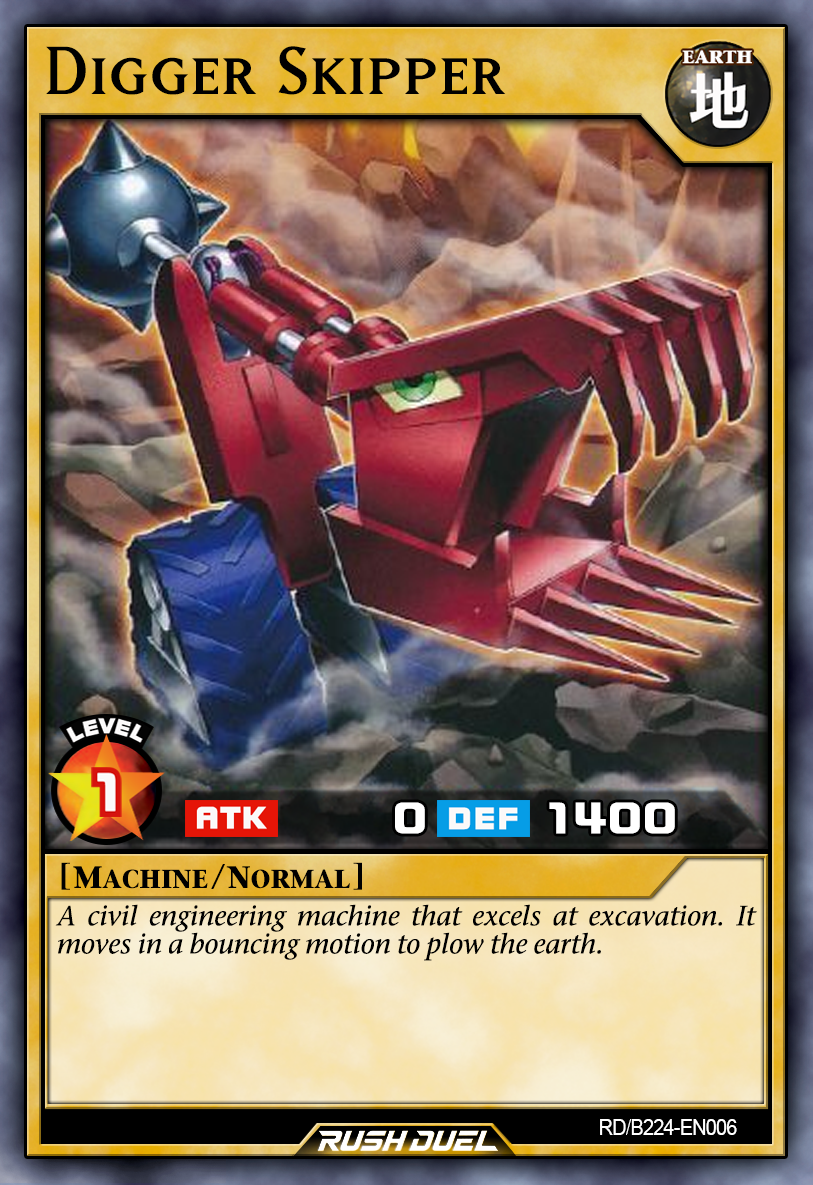 Digger Skipper
EARTH
地
LEVEL
1
ATK 0 DEF 1400
[Machine/Normal]
A civil engineering machine that excels at excavation. It
moves in a bouncing motion to plow the earth.
RD/B224-EN006
RUSH DUEL